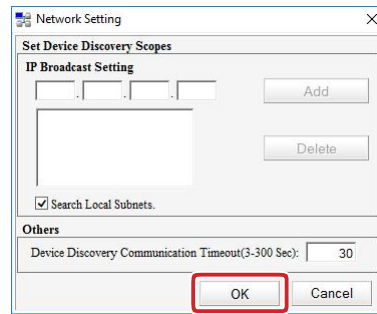 Network Setting
Set Device Discovery Scopes
IP Broadcast Setting
. . .
Add
Delete
Search Local Subnets.
Others
Device Discovery Communication Timeout(3-300 Sec): 30
OK Cancel